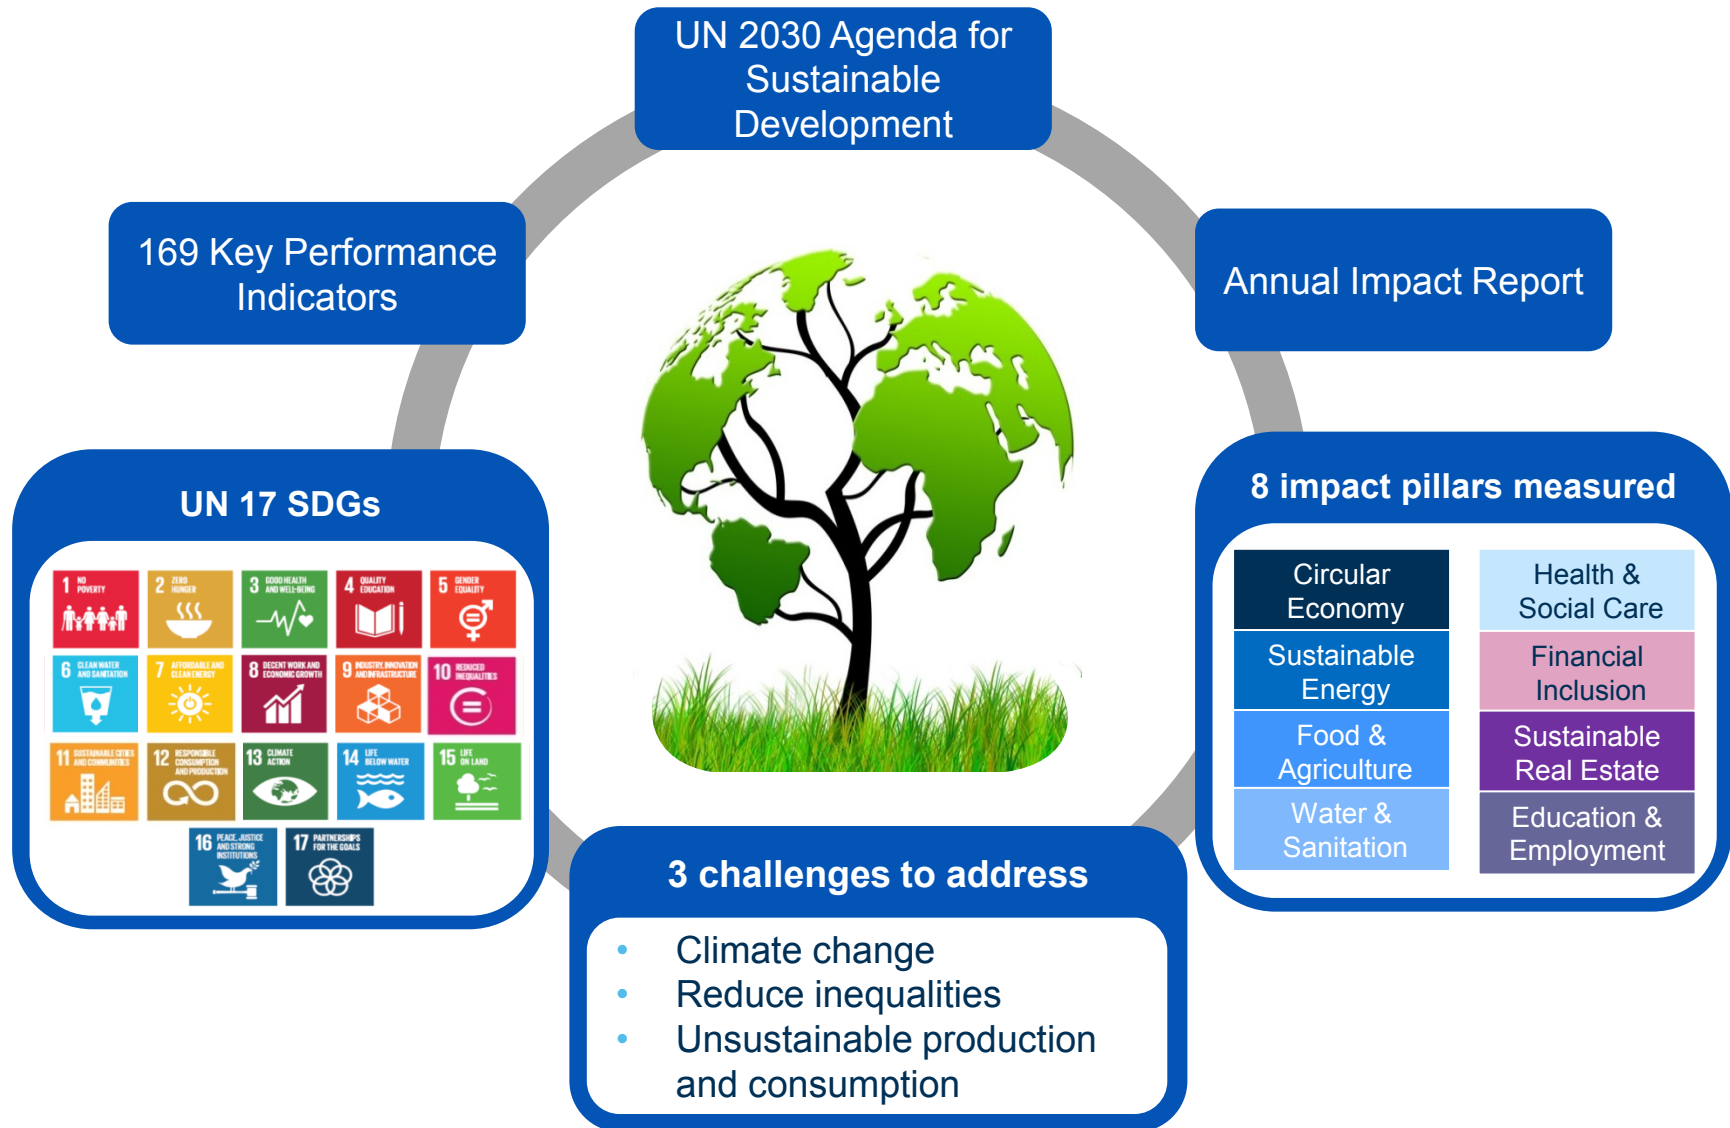 UN 2030 Agenda for
Sustainable
Development
169 Key Performance
Indicators
Annual Impact Report
UN 17 SDGs
1 NO
POVERTY
2 ZERO
HUNGER
3 GOOD HEALTH
AND WELL-BEING
4 QUALITY
EDUCATION
5 GENDER
EQUALITY
6 CLEAN WATER
AND SANITATION
7 AFFORDABLE AND
CLEAN ENERGY
8 DECENT WORK AND
ECONOMIC GROWTH
9 INDUSTRY, INNOVATION
AND INFRASTRUCTURE
10 REDUCED
INEQUALITIES
11 SUSTAINABLE CITIES
AND COMMUNITIES
12 RESPONSIBLE
CONSUMPTION
AND PRODUCTION
13 CLIMATE
ACTION
14 LIFE
BELOW WATER
15 LIFE
ON LAND
16 PEACE, JUSTICE
AND STRONG
INSTITUTIONS
17 PARTNERSHIPS
FOR THE GOALS
3 challenges to address
• Climate change
• Reduce inequalities
• Unsustainable production
and consumption
8 impact pillars measured
Circular
Economy
Sustainable
Energy
Food &
Agriculture
Water &
Sanitation
Health &
Social Care
Financial
Inclusion
Sustainable
Real Estate
Education &
Employment